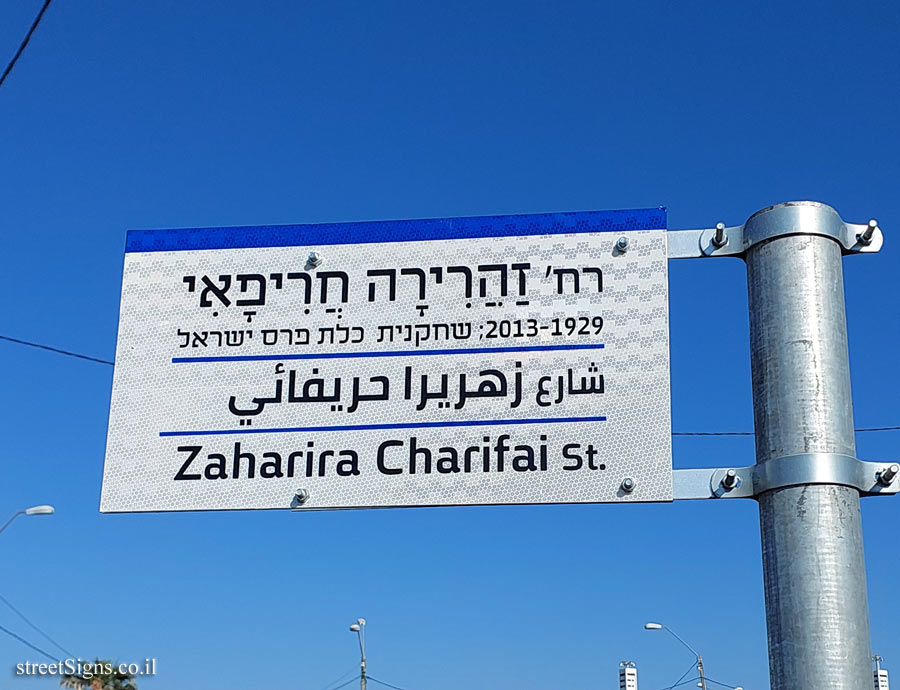 רח' זַהֲרִירָה חֲרִיפָאִי
2013-1929; שחקנית כלת פרס ישראל
شارع زهريرا حريفائي
Zaharira Charifai St.
streetSigns.co.il